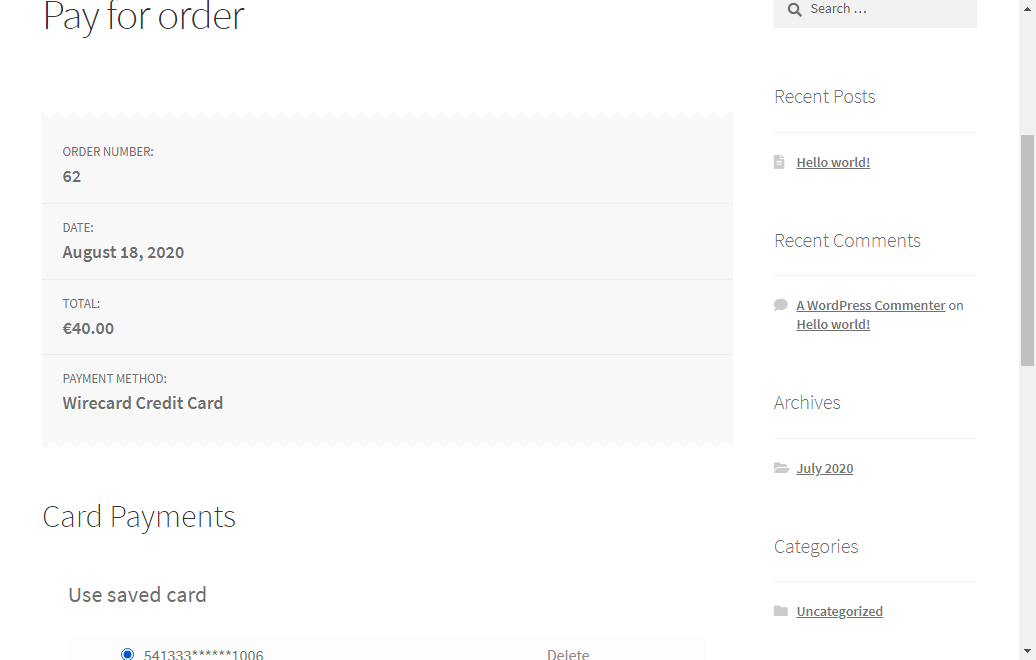 Pay for order
ORDER NUMBER:
62
DATE:
August 18, 2020
TOTAL:
€40.00
PAYMENT METHOD:
Wirecard Credit Card
Card Payments
Use saved card
541333******1006 Delete
Search …
Recent Posts
Hello world!
Recent Comments
A WordPress Commenter on
Hello world!
Archives
July 2020
Categories
Uncategorized